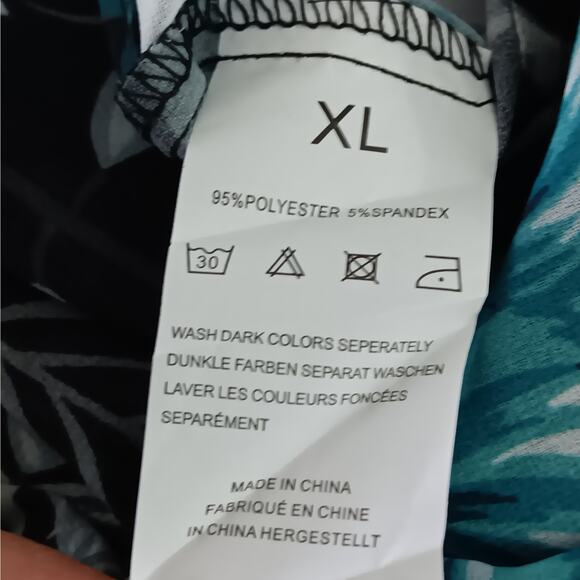 XL
95%POLYESTER 5%SPANDEX
30
WASH DARK COLORS SEPERATELY
DUNKLE FARBEN SEPARAT WASCHEN
LAVER LES COULEURS FONCÉES
SEPARÉMENT
MADE IN CHINA
FABRIQUÉ EN CHINE
IN CHINA HERGESTELLT